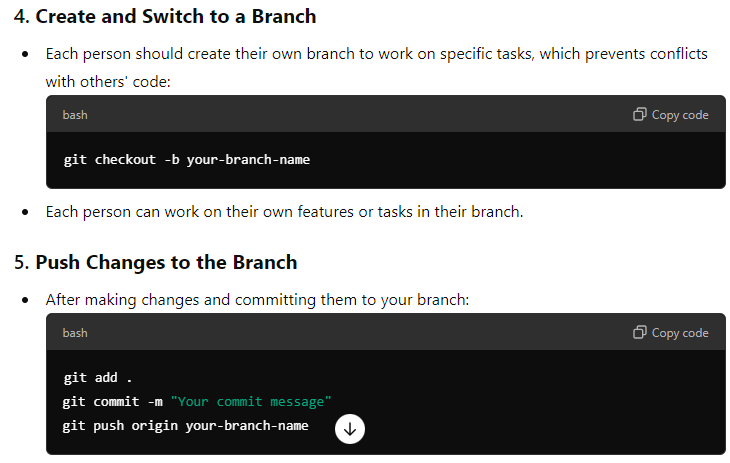 4. Create and Switch to a Branch
• Each person should create their own branch to work on specific tasks, which prevents conflicts
with others' code:
bash Copy code
git checkout -b your-branch-name
• Each person can work on their own features or tasks in their branch.
5. Push Changes to the Branch
• After making changes and committing them to your branch:
bash Copy code
git add .
git commit -m "Your commit message"
git push origin your-branch-name